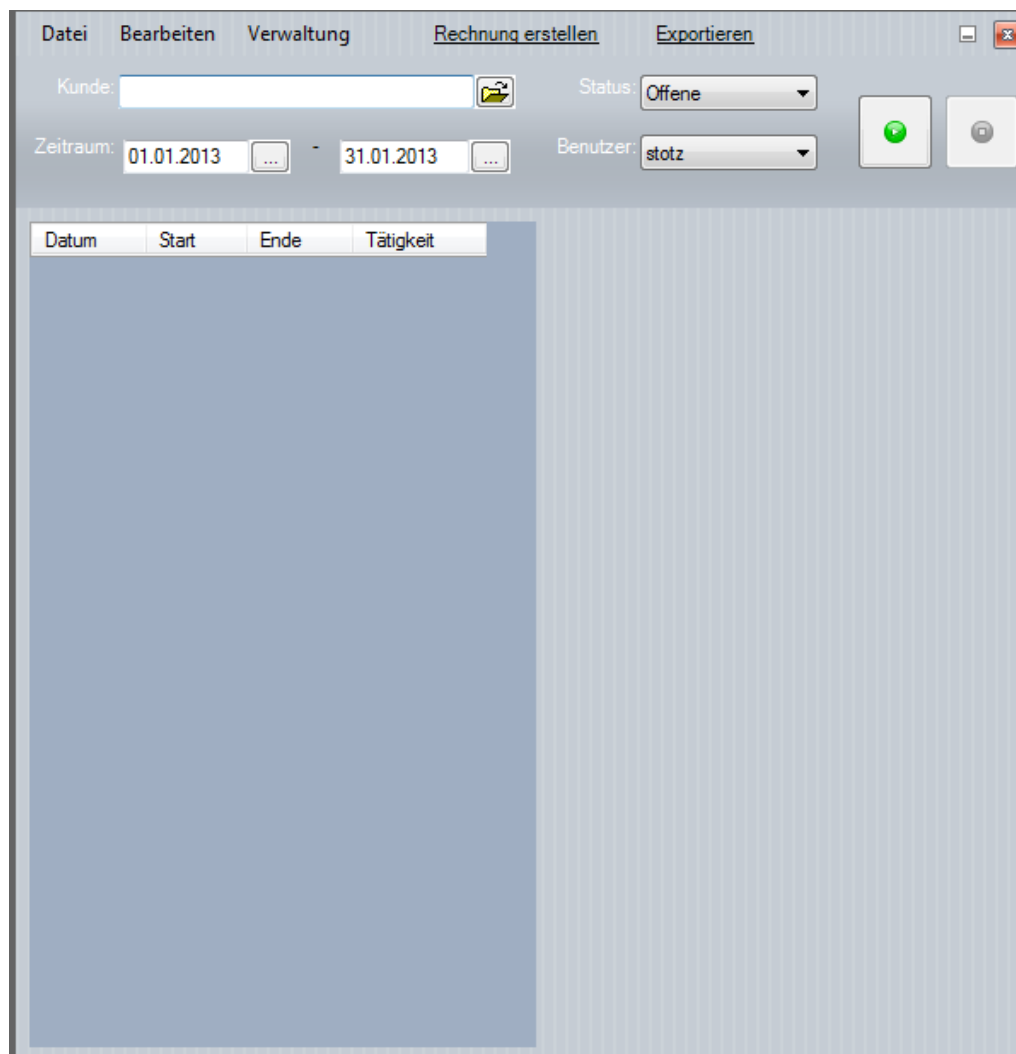 Datei Bearbeiten Verwaltung Rechnung erstellen Exportieren
Kunde: Status: Offene
Zeitraum: 01.01.2013 ... - 31.01.2013 ... Benutzer: stotz
Datum Start Ende Tätigkeit